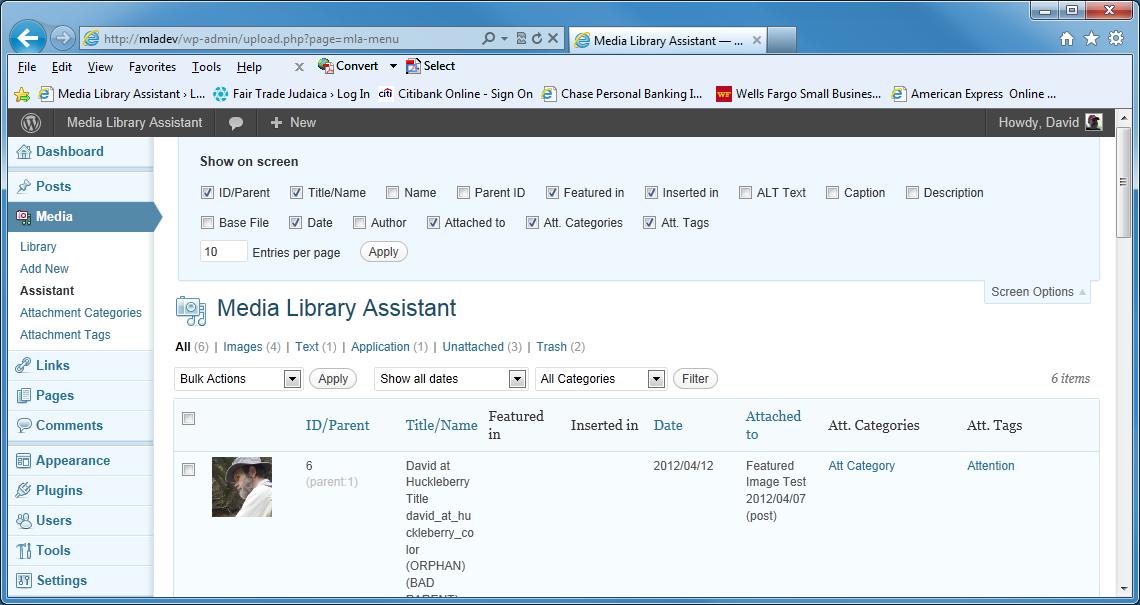 http://mladev/wp-admin/upload.php?page=mla-menu
Media Library Assistant — ...
File Edit View Favorites Tools Help x Convert Select
Media Library Assistant › L... Fair Trade Judaica › Log In citi Citibank Online - Sign On Chase Personal Banking I... WF Wells Fargo Small Business... American Express Online ...
Media Library Assistant + New Howdy, David
Dashboard
Posts
Media
Library
Add New
Assistant
Attachment Categories
Attachment Tags
Links
Pages
Comments
Appearance
Plugins
Users
Tools
Settings
Show on screen
ID/Parent Title/Name Name Parent ID Featured in Inserted in ALT Text Caption Description
Base File Date Author Attached to Att. Categories Att. Tags
10 Entries per page Apply
Screen Options
Media Library Assistant
All (6) | Images (4) | Text (1) | Application (1) | Unattached (3) | Trash (2)
Bulk Actions Apply Show all dates All Categories Filter 6 items
ID/Parent Title/Name Featured in Inserted in Date Attached to Att. Categories Att. Tags
6
(parent:1)
David at
Huckleberry
Title
david_at_hu
ckleberry_co
lor
(ORPHAN)
(BAD
PARENT)
2012/04/12
Featured
Image Test
2012/04/07
(post)
Att Category
Attention